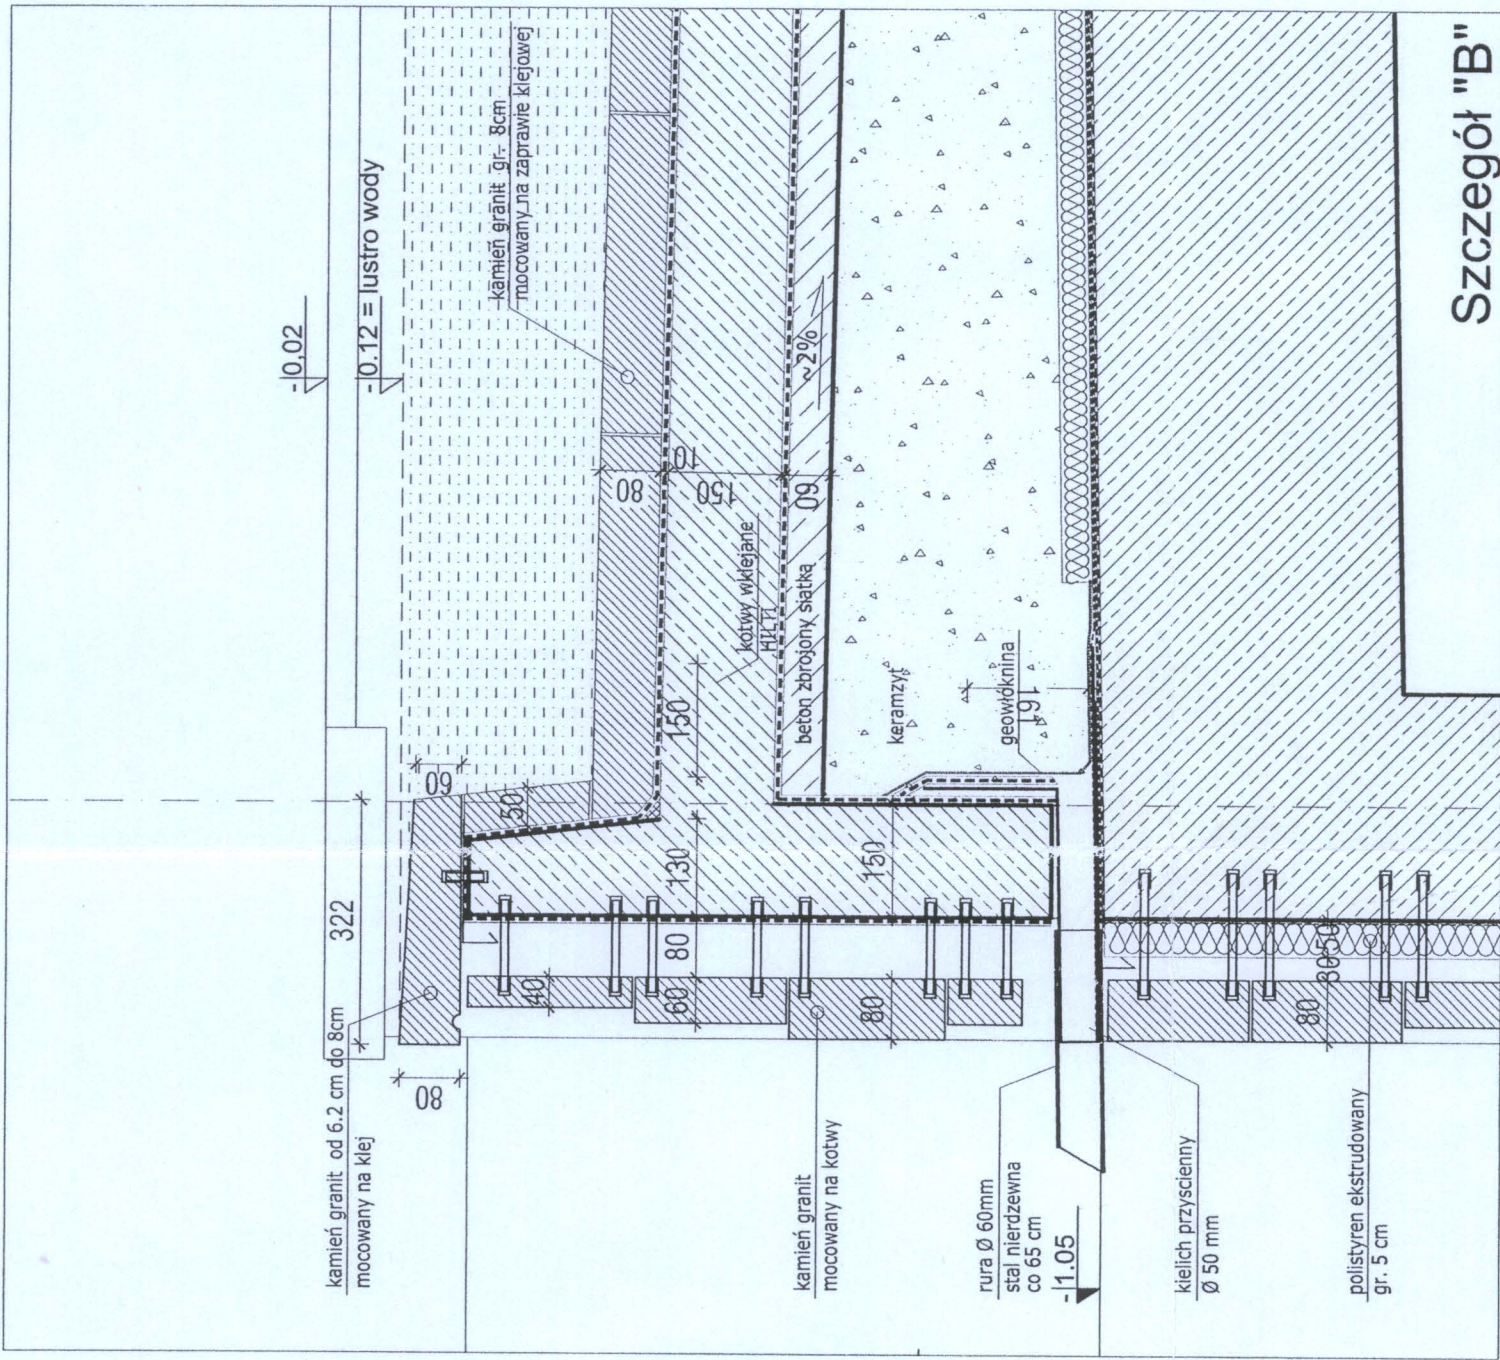 -0,02
-0.12 = lustro wody
kamień granit gr. 8cm
mocowany na zaprawie klejowej
kamień granit od 6.2 cm do 8cm
mocowany na klej
322
80
60
50
80
10
150
60
~2%
kotwy wklejane
HILTI
beton zbrojony siatką
keramzyt
geowłóknina
161
150
130
80
60
40
150
80
kamień granit
mocowany na kotwy
rura Ø 60mm
stal nierdzewna
co 65 cm
-1.05
kielich przyscienny
Ø 50 mm
polistyren ekstrudowany
gr. 5 cm
80
80
50
Szczegół "B"